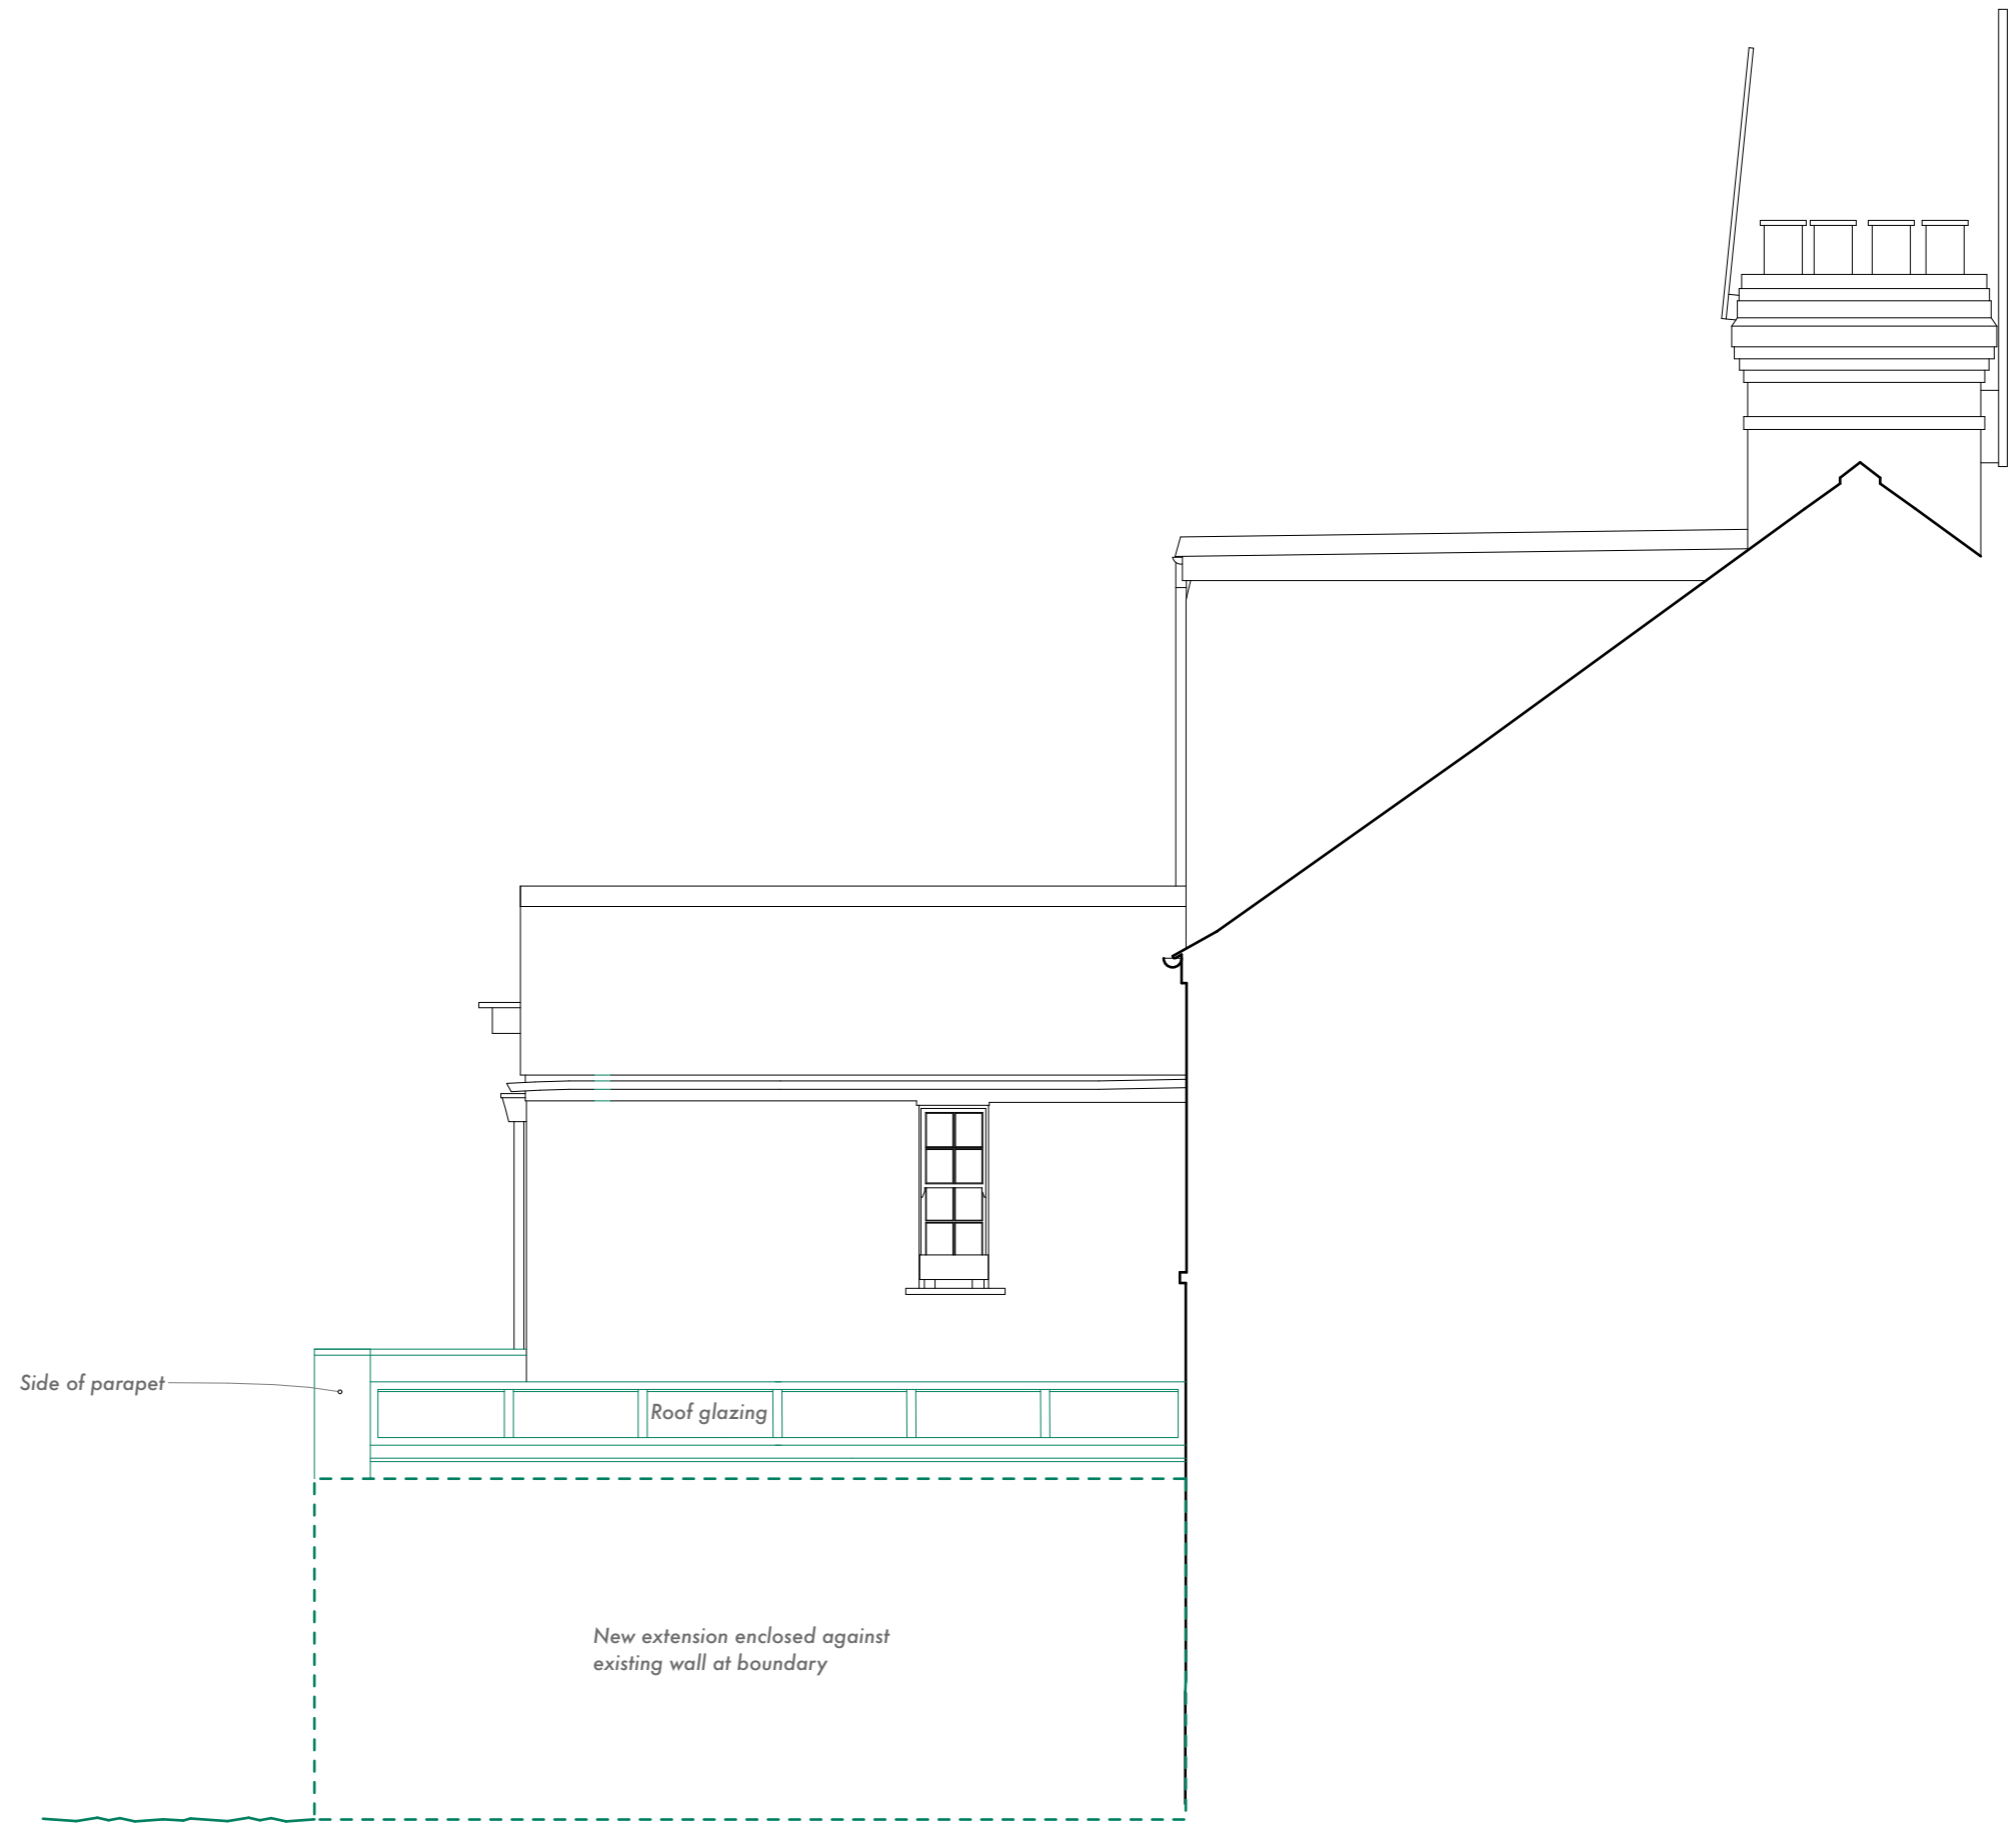 Side of parapet
Roof glazing
New extension enclosed against
existing wall at boundary